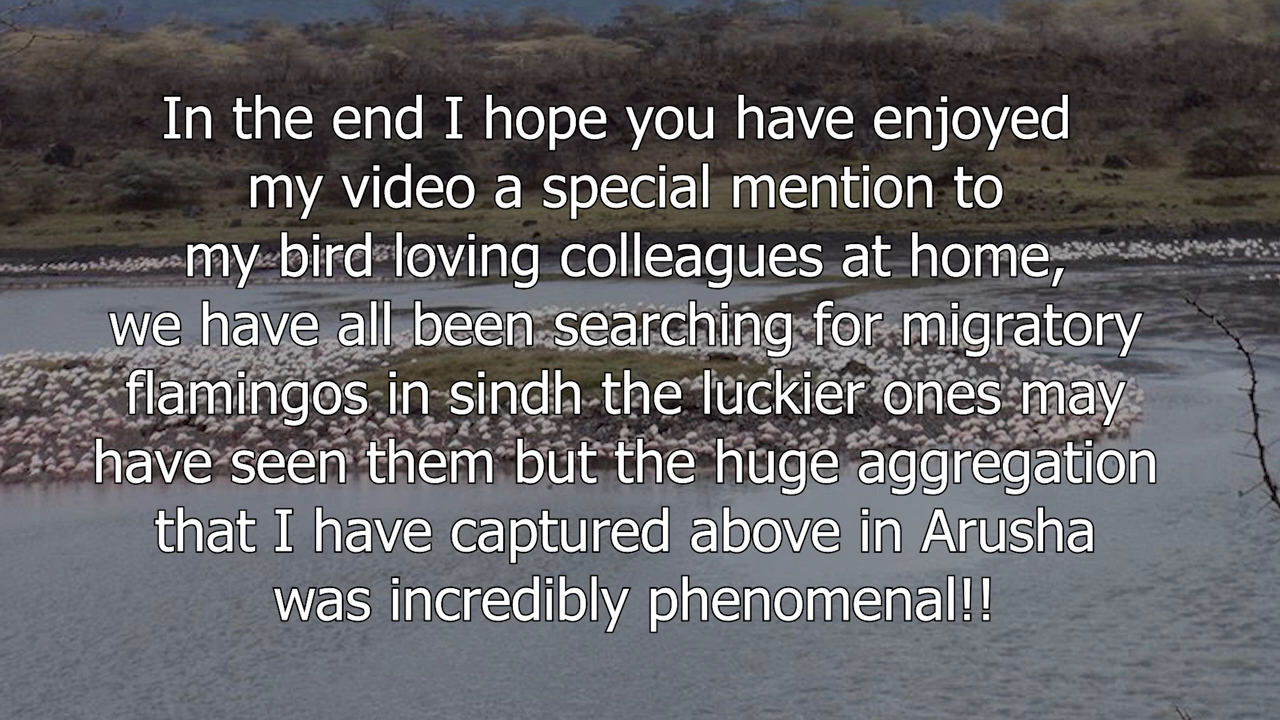 In the end I hope you have enjoyed
my video a special mention to
my bird loving colleagues at home,
we have all been searching for migratory
flamingos in sindh the luckier ones may
have seen them but the huge aggregation
that I have captured above in Arusha
was incredibly phenomenal!!